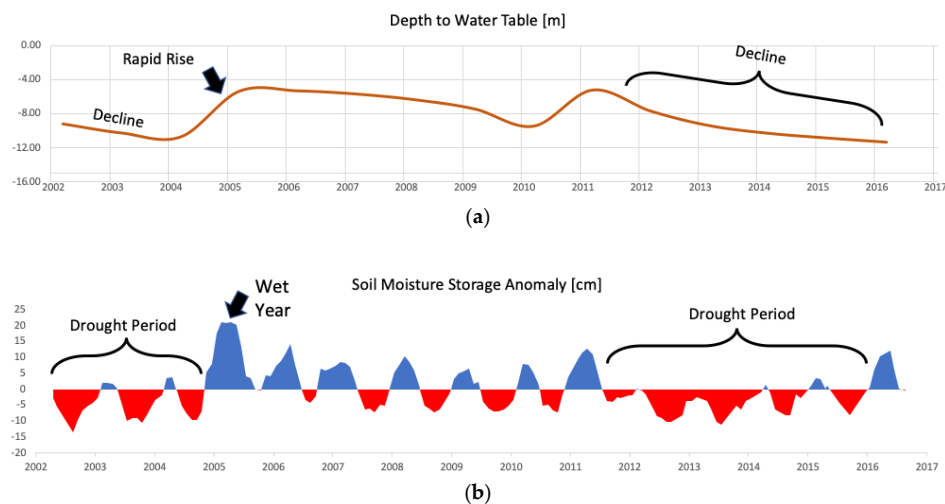 Depth to Water Table [m]
0.00
-4.00
-8.00
-12.00
-16.00
Rapid Rise
Decline
Decline
2002 2003 2004 2005 2006 2007 2008 2009 2010 2011 2012 2013 2014 2015 2016 2017
(a)
Soil Moisture Storage Anomaly [cm]
Wet
Year
Drought Period
Drought Period
25
20
15
10
5
0
-5
-10
-15
-20
2002 2003 2004 2005 2006 2007 2008 2009 2010 2011 2012 2013 2014 2015 2016 2017
(b)